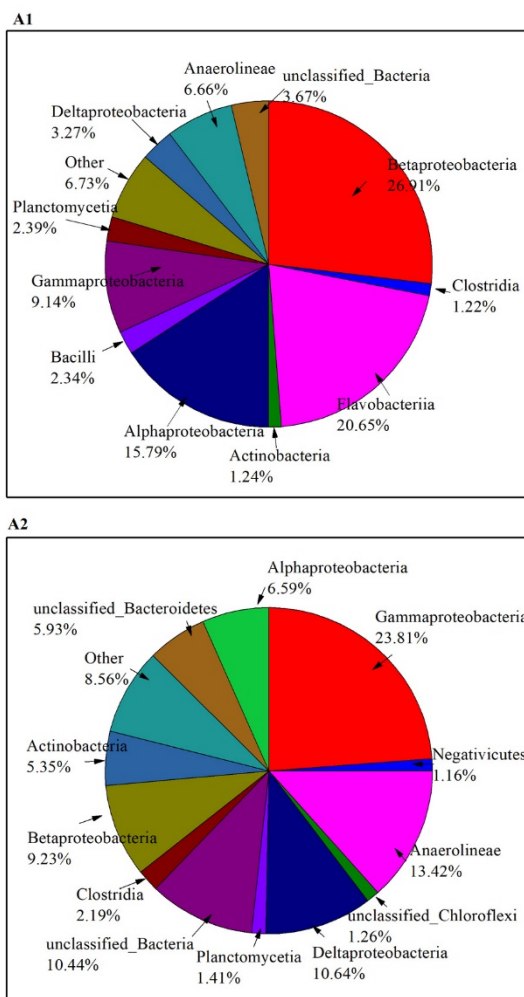 A1
Anaerolineae
6.66%
unclassified_Bacteria
3.67%
Deltaproteobacteria
3.27%
Betaproteobacteria
26.91%
Other
6.73%
Planctomycetia
2.39%
Clostridia
1.22%
Gammaproteobacteria
9.14%
Bacilli
2.34%
Flavobacteriia
20.65%
Alphaproteobacteria
15.79%
Actinobacteria
1.24%
A2
Alphaproteobacteria
6.59%
unclassified_Bacteroidetes
5.93%
Gammaproteobacteria
23.81%
Other
8.56%
Actinobacteria
5.35%
Negativicutes
1.16%
Betaproteobacteria
9.23%
Anaerolineae
13.42%
Clostridia
2.19%
unclassified_Chloroflexi
1.26%
unclassified_Bacteria
10.44%
Planctomycetia
1.41%
Deltaproteobacteria
10.64%